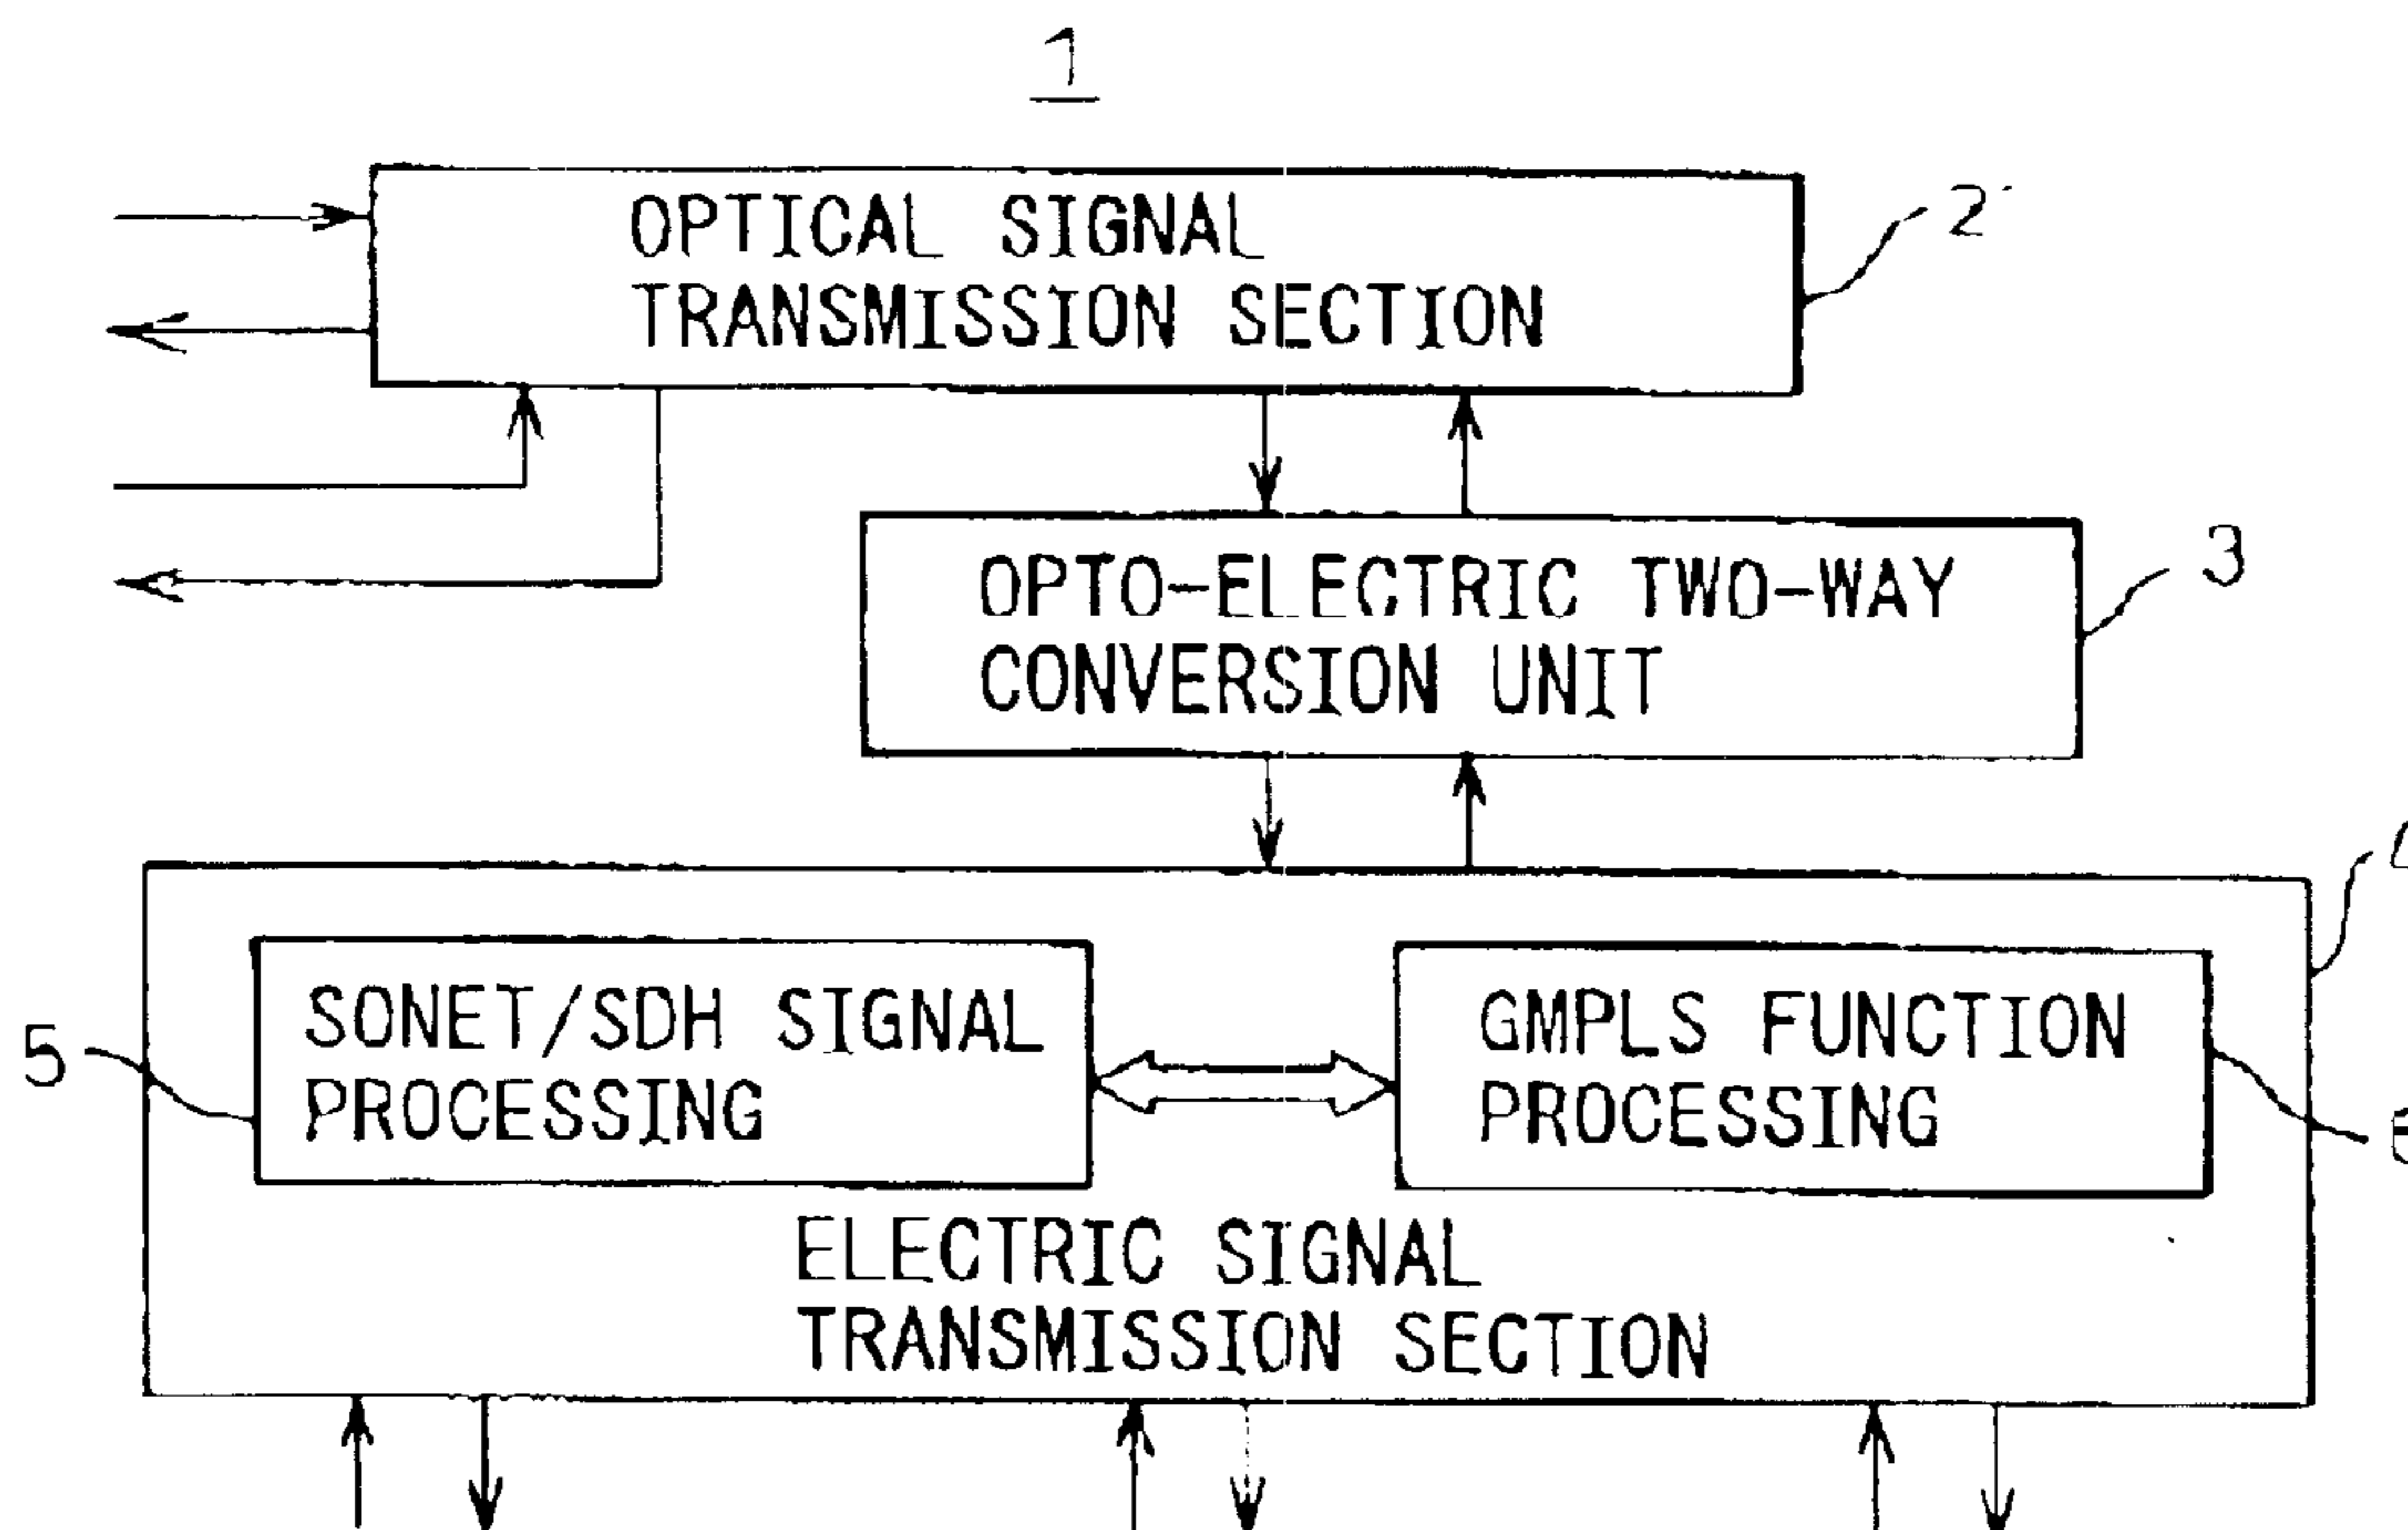 1
OPTICAL SIGNAL
TRANSMISSION SECTION
2
OPTO-ELECTRIC TWO-WAY
CONVERSION UNIT
3
SONET/SDH SIGNAL
PROCESSING
5
GMPLS FUNCTION
PROCESSING
ELECTRIC SIGNAL
TRANSMISSION SECTION